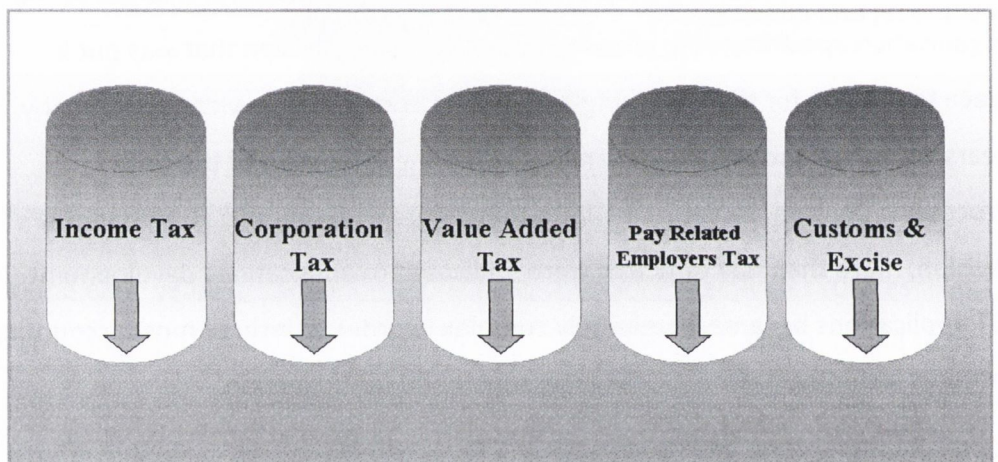 Income Tax
Corporation
Tax
Value Added
Tax
Pay Related
Employers Tax
Customs &
Excise